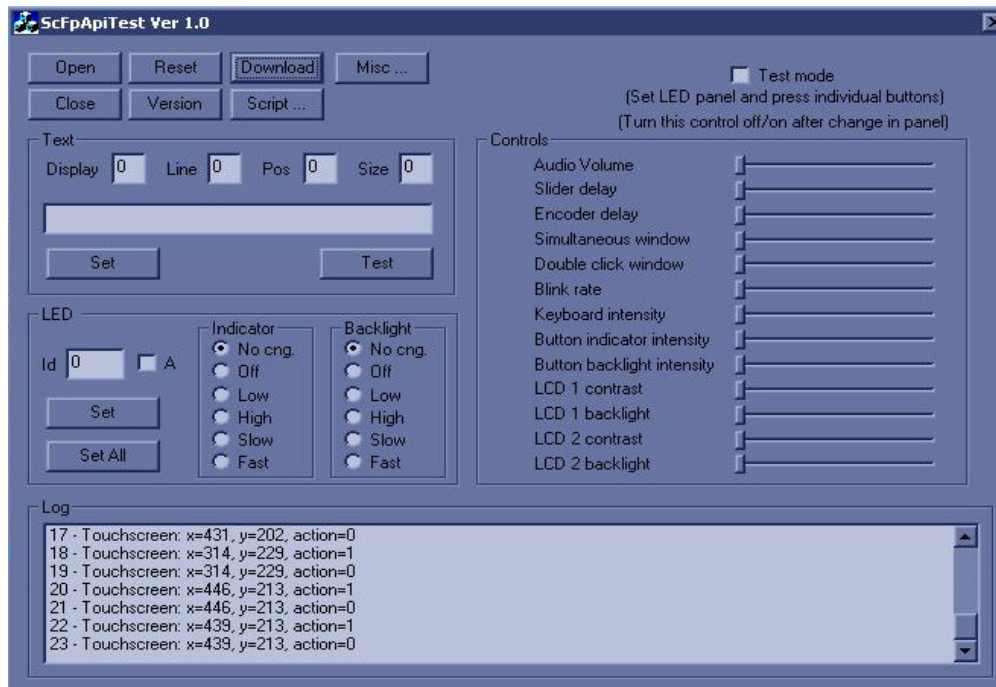 ScFpApiTest Ver 1.0
Open Reset Download Misc ...
Close Version Script ...
Test mode
(Set LED panel and press individual buttons)
(Turn this control off/on after change in panel)
Text
Display 0 Line 0 Pos 0 Size 0
Set Test
LED
Id 0 A
Set
Set All
Indicator
No cng.
Off
Low
High
Slow
Fast
Backlight
No cng.
Off
Low
High
Slow
Fast
Controls
Audio Volume
Slider delay
Encoder delay
Simultaneous window
Double click window
Blink rate
Keyboard intensity
Button indicator intensity
Button backlight intensity
LCD 1 contrast
LCD 1 backlight
LCD 2 contrast
LCD 2 backlight
Log
17 - Touchscreen: x=431, y=202, action=0
18 - Touchscreen: x=314, y=229, action=1
19 - Touchscreen: x=314, y=229, action=0
20 - Touchscreen: x=446, y=213, action=1
21 - Touchscreen: x=446, y=213, action=0
22 - Touchscreen: x=439, y=213, action=1
23 - Touchscreen: x=439, y=213, action=0